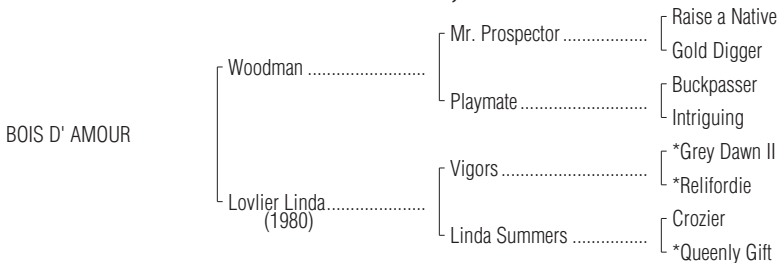 Raise a Native
Mr. Prospector ......................
Gold Digger
Woodman ..............................
Buckpasser
Playmate .................................
Intriguing
BOIS D' AMOUR
*Grey Dawn II
Vigors ......................................
*Relifordie
Lovlier Linda .........................
(1980)
Crozier
Linda Summers ...................
*Queenly Gift